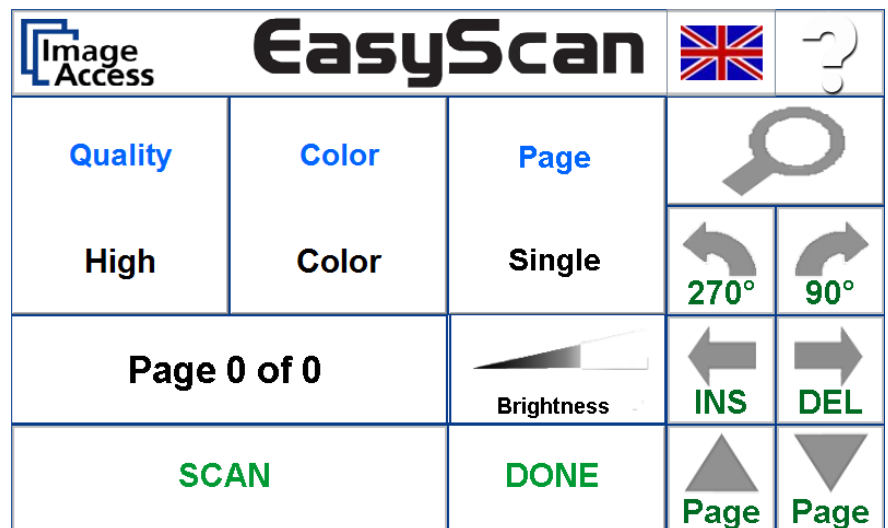 Image
Access
EasyScan
?
Quality
Color
Page
High
Color
Single
270°
90°
Page 0 of 0
Brightness
INS
DEL
SCAN
DONE
Page
Page